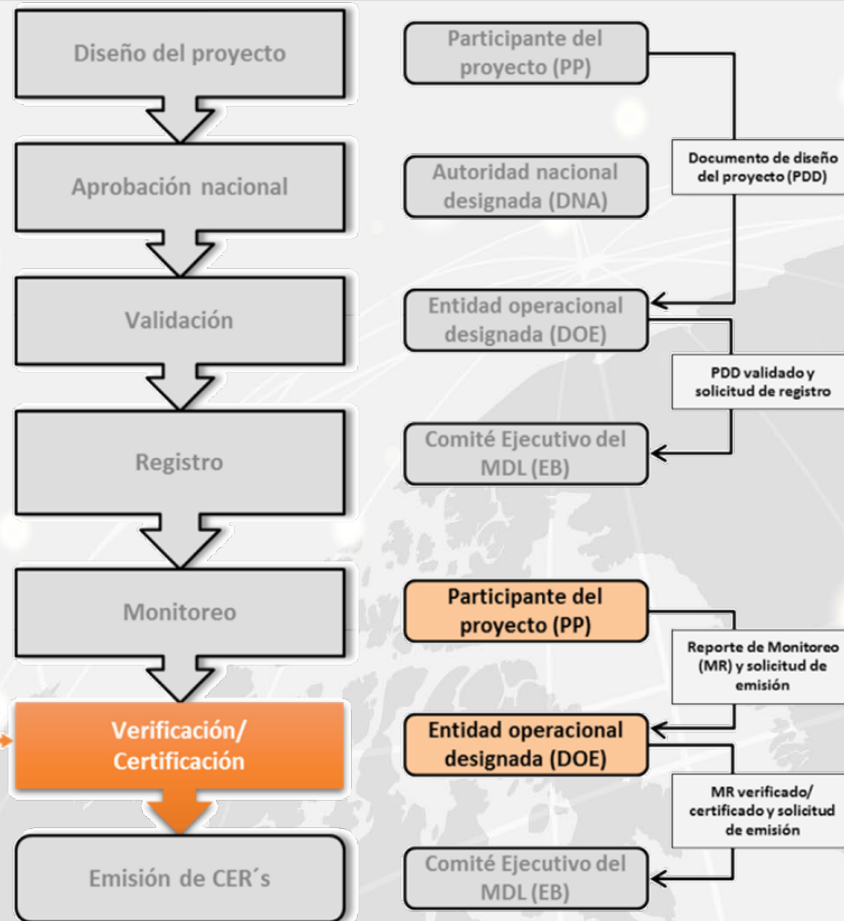 Diseño del proyecto
Participante del
proyecto (PP)
Documento de diseño
del proyecto (PDD)
Aprobación nacional
Autoridad nacional
designada (DNA)
Validación
Entidad operacional
designada (DOE)
PDD validado y
solicitud de registro
Registro
Comité Ejecutivo del
MDL (EB)
Monitoreo
Participante del
proyecto (PP)
Reporte de Monitoreo
(MR) y solicitud de
emisión
Verificación/
Certificación
Entidad operacional
designada (DOE)
MR verificado/
certificado y solicitud
de emisión
Emisión de CER´s
Comité Ejecutivo del
MDL (EB)